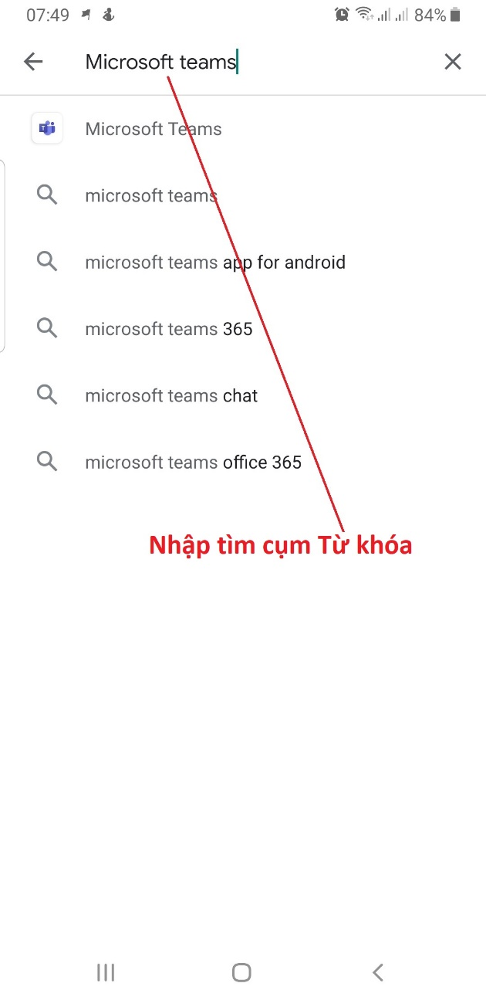 07:49 84%
Microsoft teams
Microsoft Teams
microsoft teams
microsoft teams app for android
microsoft teams 365
microsoft teams chat
microsoft teams office 365
Nhập tìm cụm Từ khóa